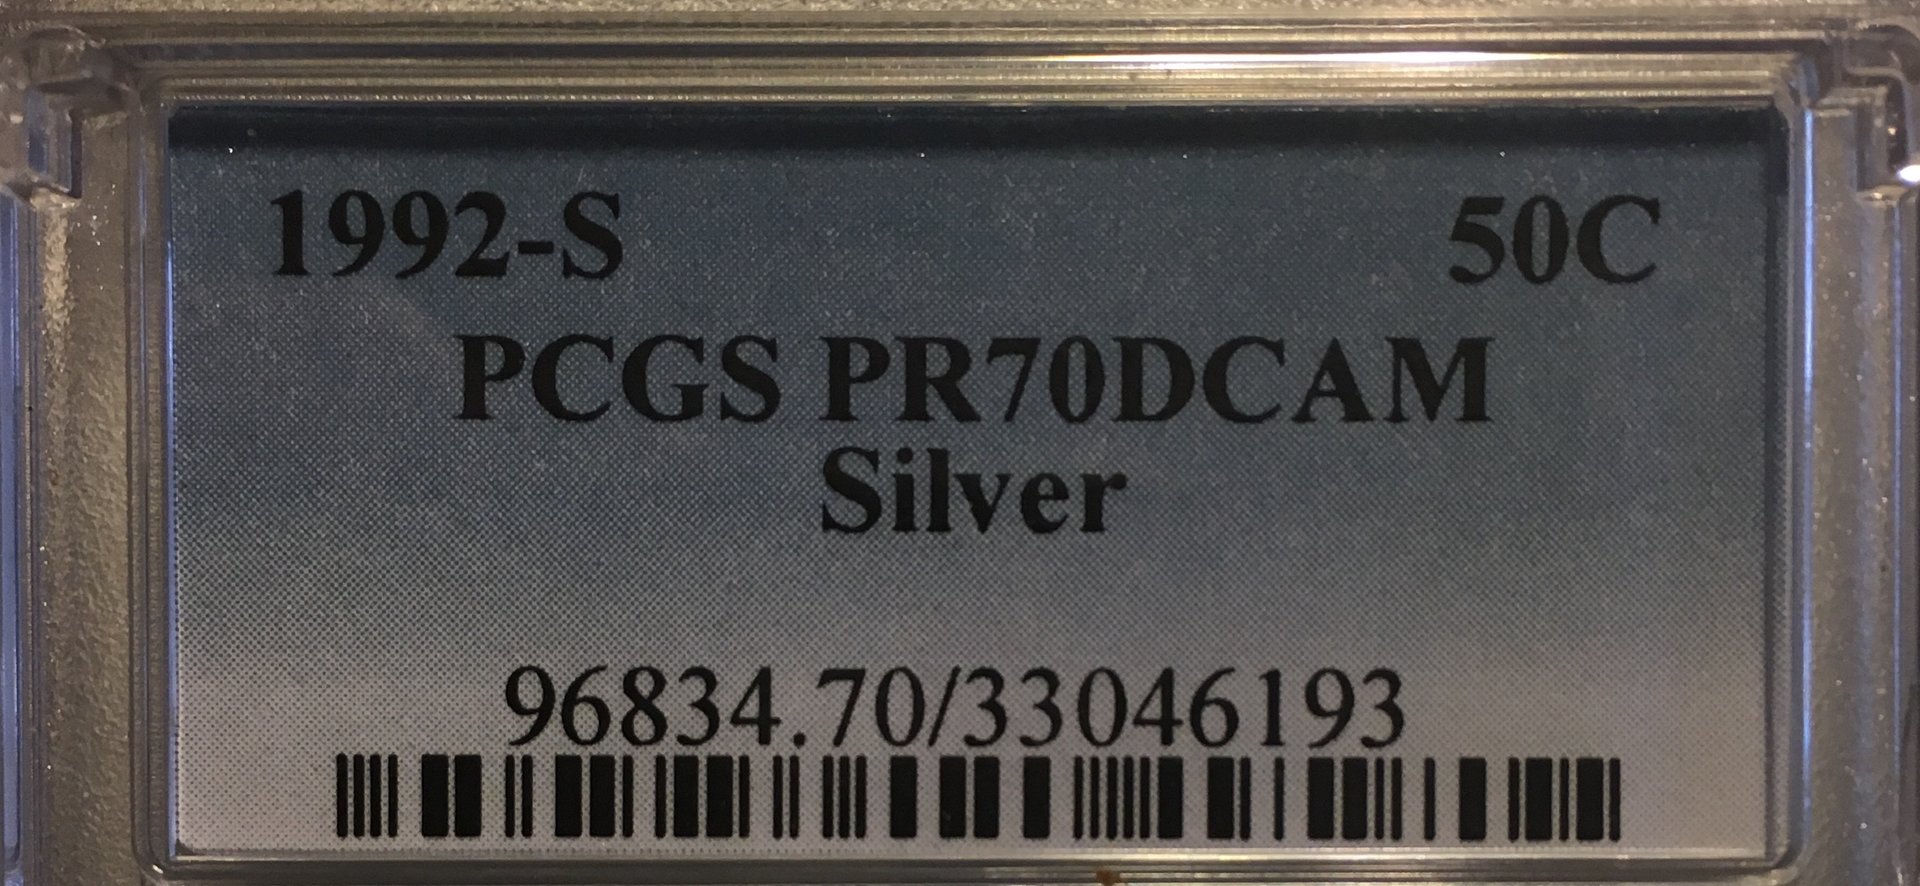 1992-S 50C
PCGS PR70DCAM
Silver
96834.70/33046193